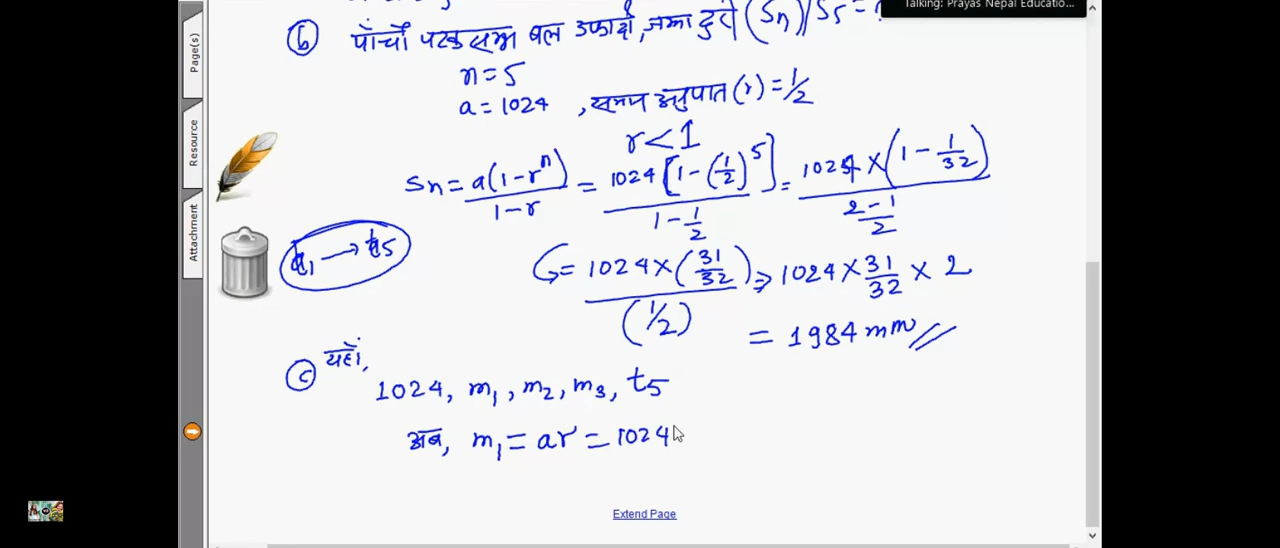 Talking: Prayas Nepal Educatio...
Page(s)
Resource
Attachment
(b) पाँचौं पटकसम्म बल उफार्दा, जम्मा दुरी (Sn)/S5 = ?
n = 5
a = 1024 , समान अनुपात (r) = 1/2
r < 1
Sn = a(1-r^n)/(1-r) = 1024[1-(1/2)^5]/(1-1/2) = 1024 × (1 - 1/32)/((2-1)/2)
t1 → t5
= 1024 × (31/32)/(1/2) ⇒ 1024 × 31/32 × 2
= 1984 mm //
(c) यहाँ,
1024, m1, m2, m3, t5
अब, m1 = ar = 1024
Extend Page